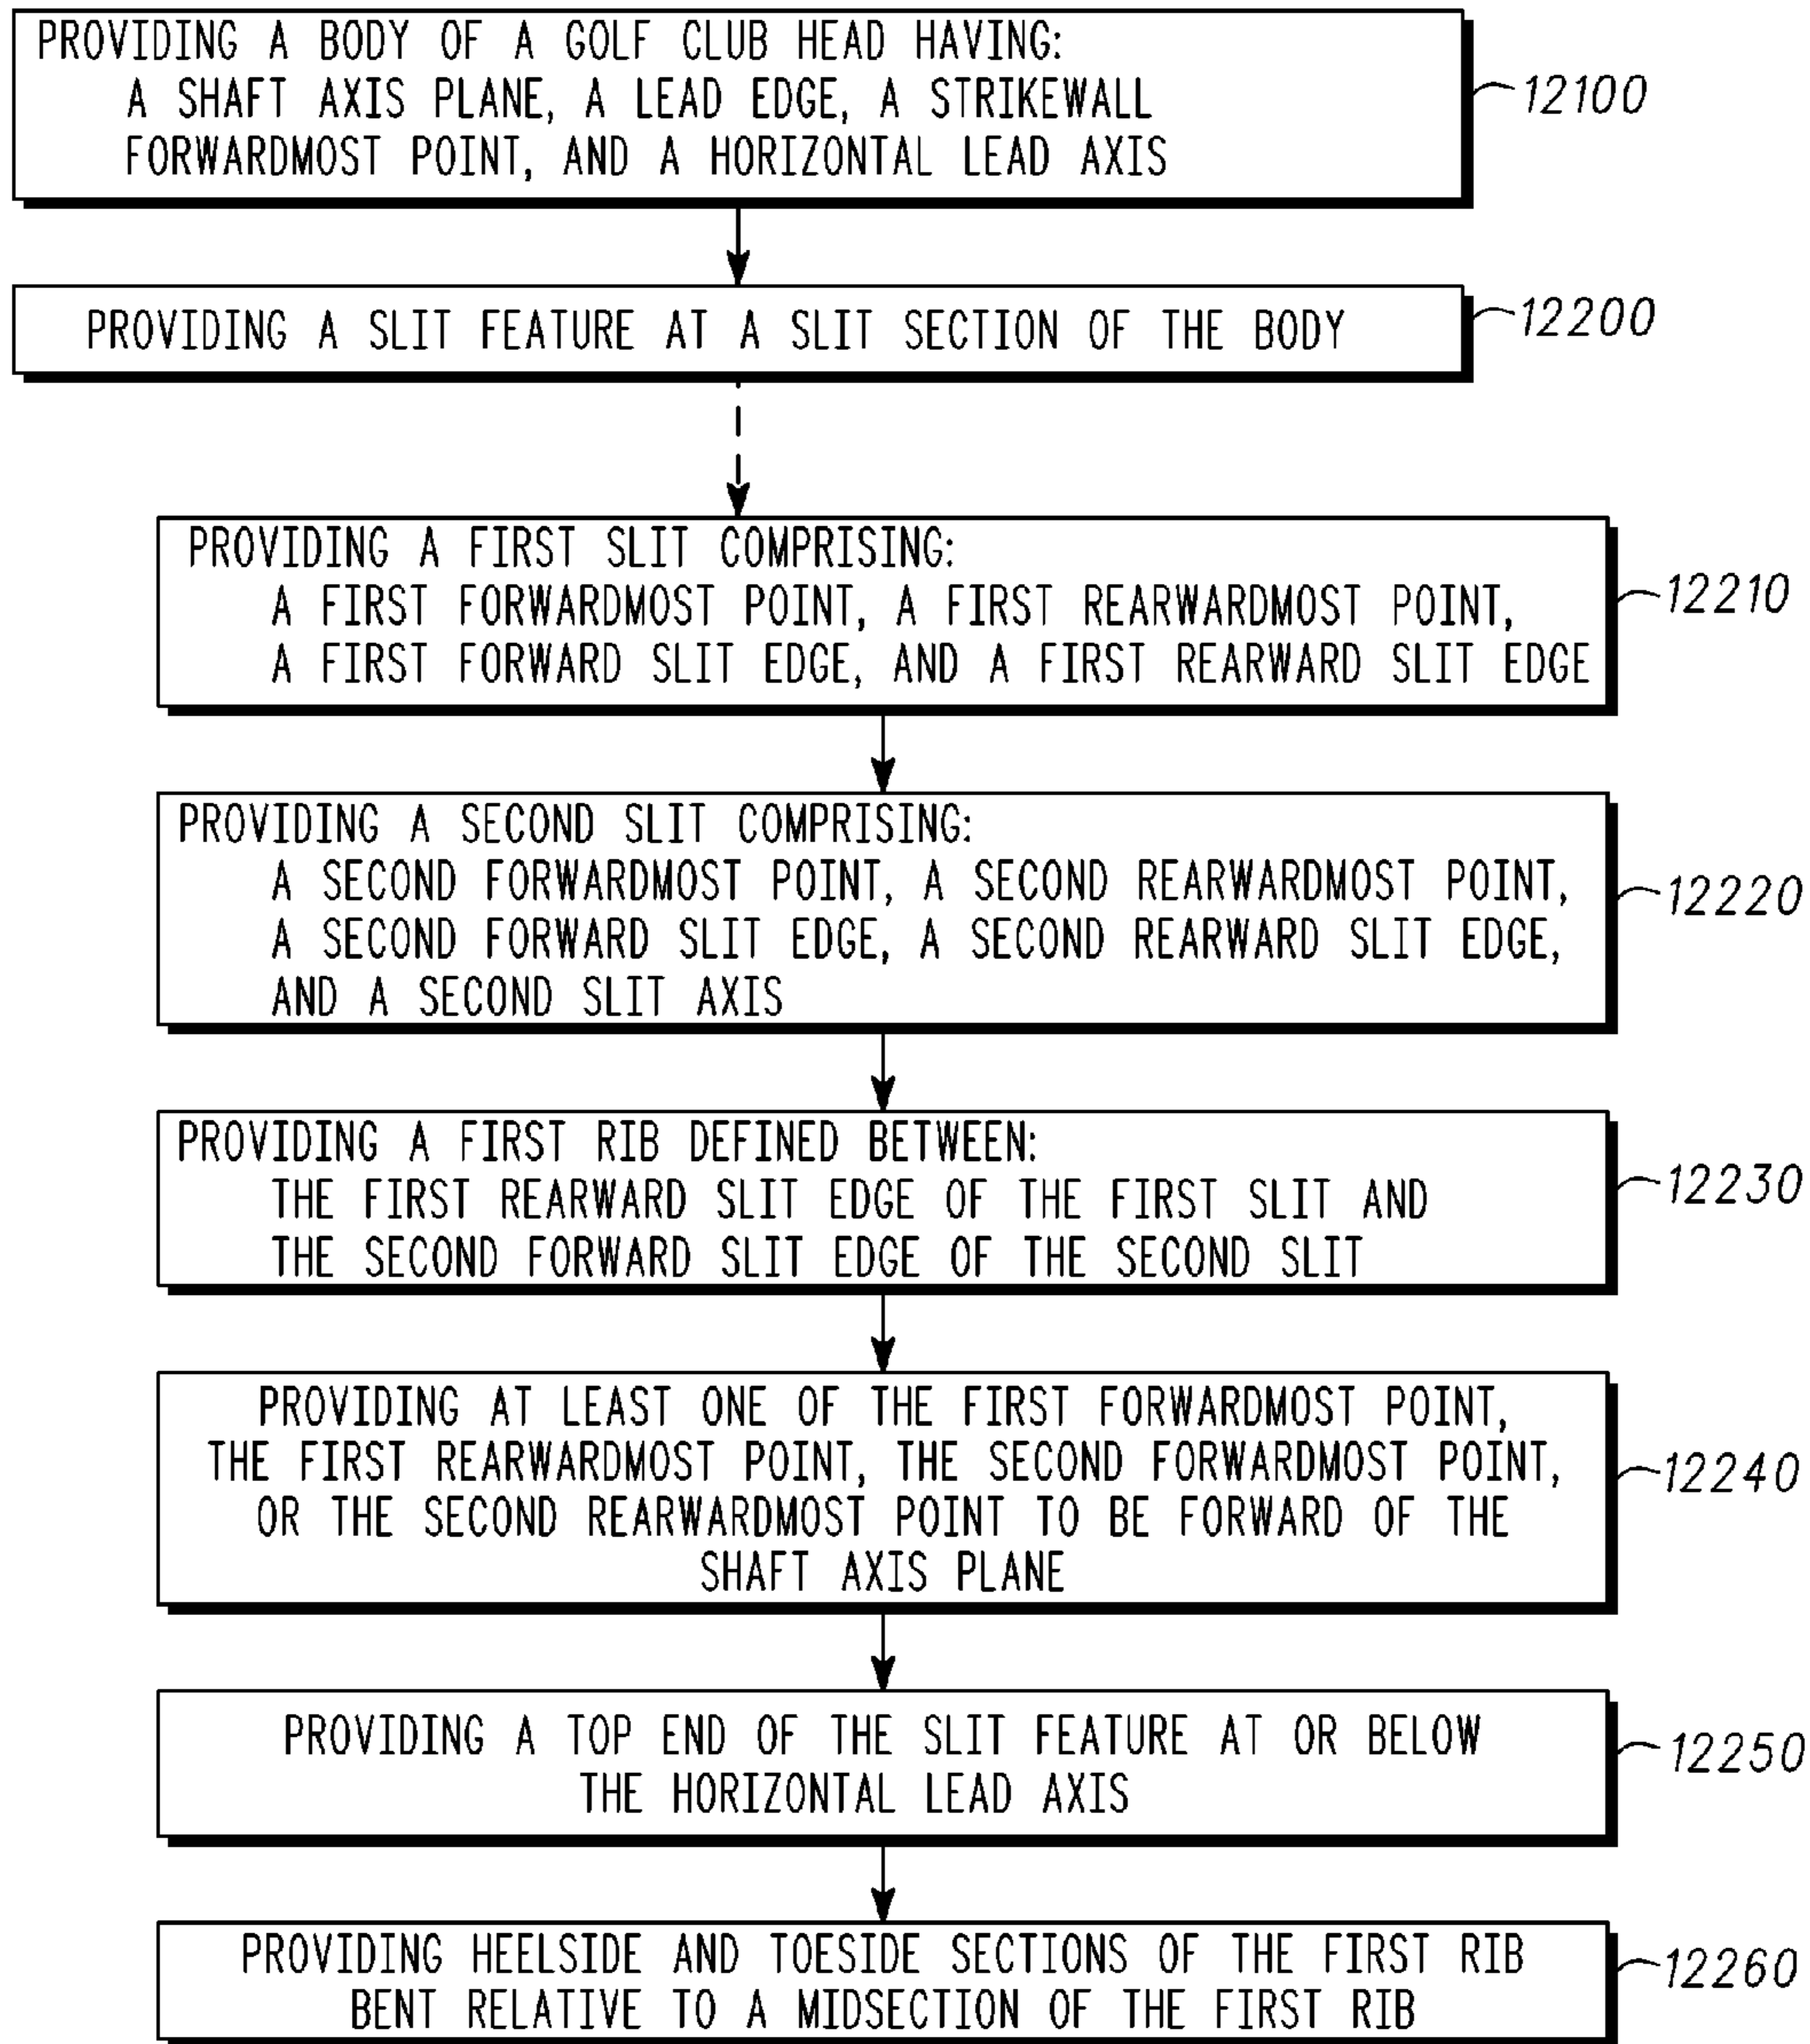 PROVIDING A BODY OF A GOLF CLUB HEAD HAVING:
A SHAFT AXIS PLANE, A LEAD EDGE, A STRIKEWALL
FORWARDMOST POINT, AND A HORIZONTAL LEAD AXIS
12100
PROVIDING A SLIT FEATURE AT A SLIT SECTION OF THE BODY
12200
PROVIDING A FIRST SLIT COMPRISING:
A FIRST FORWARDMOST POINT, A FIRST REARWARDMOST POINT,
A FIRST FORWARD SLIT EDGE, AND A FIRST REARWARD SLIT EDGE
12210
PROVIDING A SECOND SLIT COMPRISING:
A SECOND FORWARDMOST POINT, A SECOND REARWARDMOST POINT,
A SECOND FORWARD SLIT EDGE, A SECOND REARWARD SLIT EDGE,
AND A SECOND SLIT AXIS
12220
PROVIDING A FIRST RIB DEFINED BETWEEN:
THE FIRST REARWARD SLIT EDGE OF THE FIRST SLIT AND
THE SECOND FORWARD SLIT EDGE OF THE SECOND SLIT
12230
PROVIDING AT LEAST ONE OF THE FIRST FORWARDMOST POINT,
THE FIRST REARWARDMOST POINT, THE SECOND FORWARDMOST POINT,
OR THE SECOND REARWARDMOST POINT TO BE FORWARD OF THE
SHAFT AXIS PLANE
12240
PROVIDING A TOP END OF THE SLIT FEATURE AT OR BELOW
THE HORIZONTAL LEAD AXIS
12250
PROVIDING HEELSIDE AND TOESIDE SECTIONS OF THE FIRST RIB
BENT RELATIVE TO A MIDSECTION OF THE FIRST RIB
12260